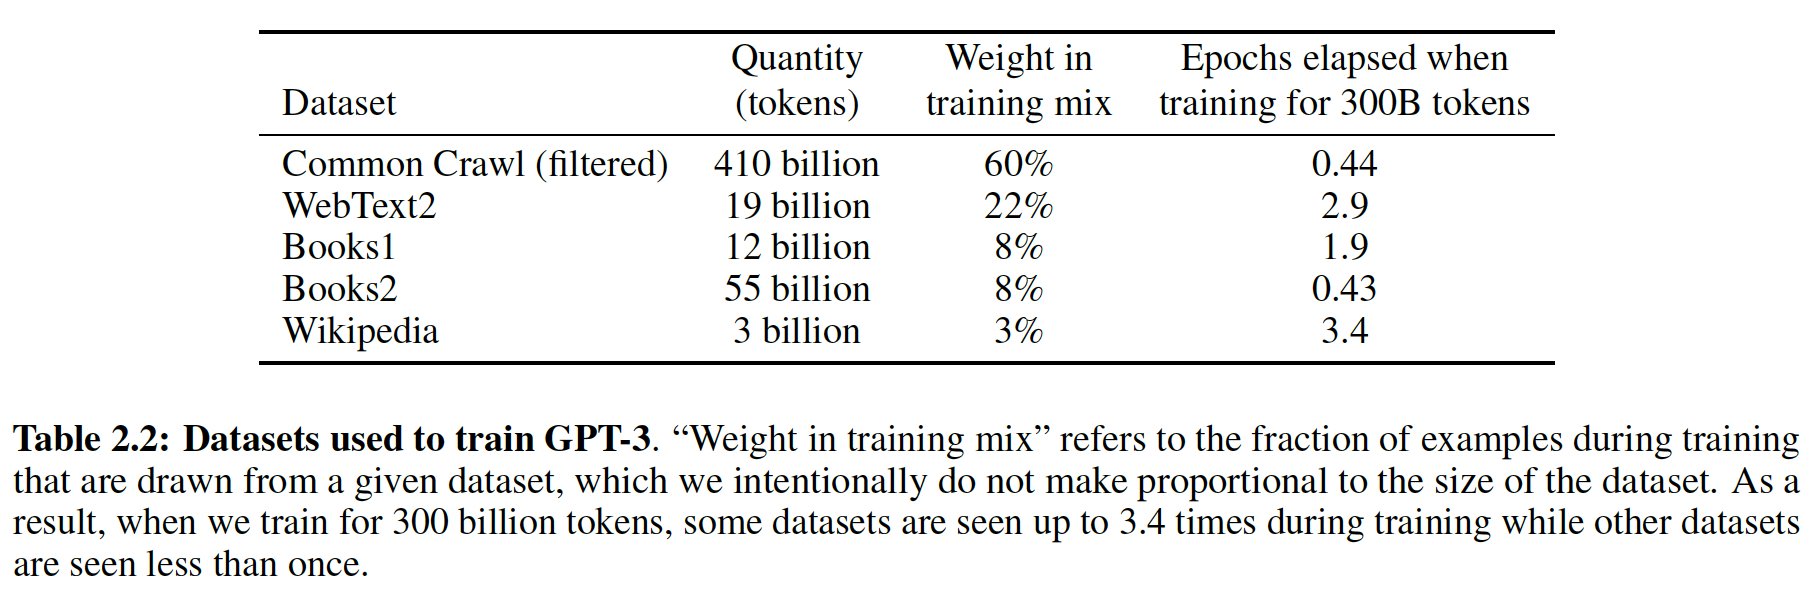 Dataset Quantity (tokens) Weight in training mix Epochs elapsed when training for 300B tokens
Common Crawl (filtered) 410 billion 60% 0.44
WebText2 19 billion 22% 2.9
Books1 12 billion 8% 1.9
Books2 55 billion 8% 0.43
Wikipedia 3 billion 3% 3.4
Table 2.2: Datasets used to train GPT-3. “Weight in training mix” refers to the fraction of examples during training
that are drawn from a given dataset, which we intentionally do not make proportional to the size of the dataset. As a
result, when we train for 300 billion tokens, some datasets are seen up to 3.4 times during training while other datasets
are seen less than once.